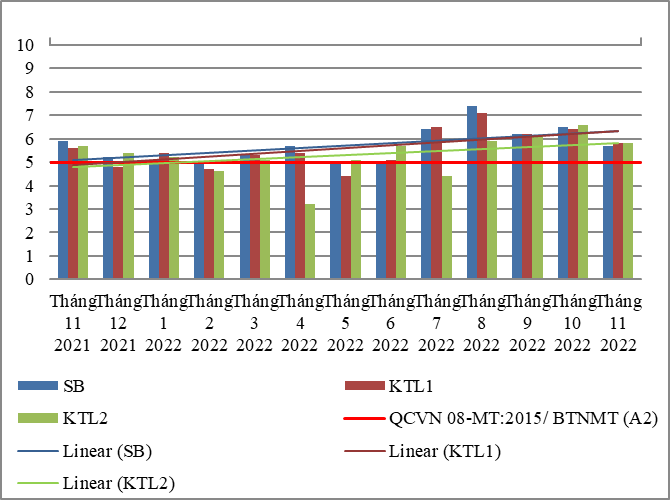 10
9
8
7
6
5
4
3
2
1
0
Tháng Tháng Tháng Tháng Tháng Tháng Tháng Tháng Tháng Tháng Tháng Tháng Tháng
11 12 1 2 3 4 5 6 7 8 9 10 11
2021 2021 2022 2022 2022 2022 2022 2022 2022 2022 2022 2022 2022
SB KTL1
KTL2 QCVN 08-MT:2015/ BTNMT (A2)
Linear (SB) Linear (KTL1)
Linear (KTL2)